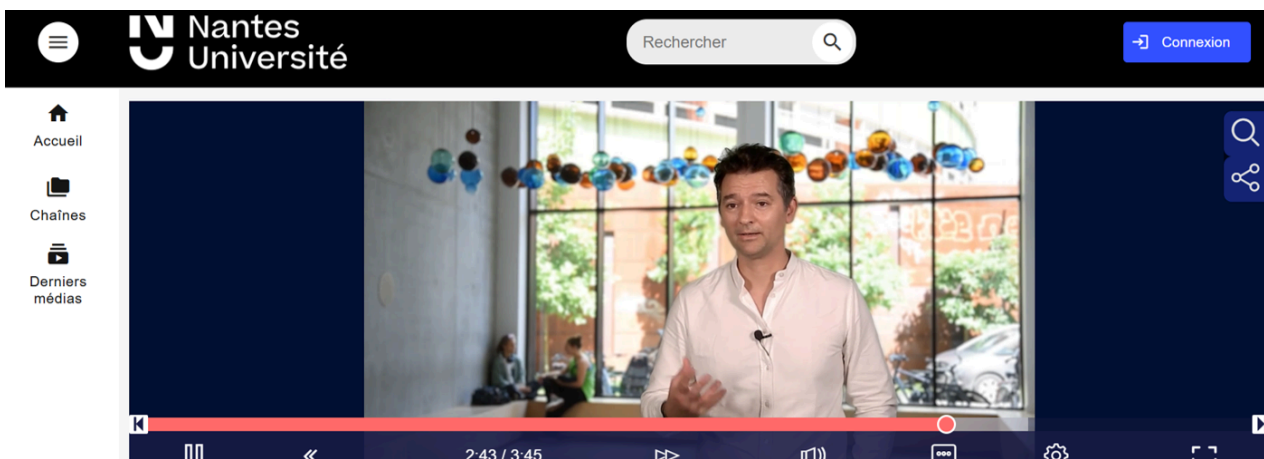 Nantes
Université
Rechercher
Connexion
Accueil
Chaînes
Derniers
médias
2:43 / 3:45